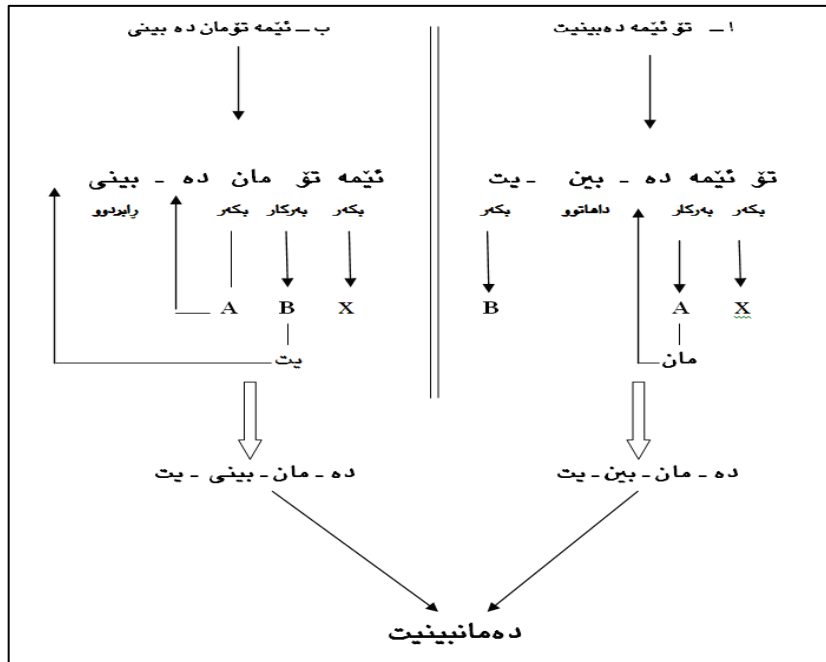 ا ـ تۆ ئێمە دەبینیت
تۆ ئێمە دە ـ بین ـ یت
بکەر بەرکار داهاتوو بکەر
X A B
مان
دە ـ مان ـ بین ـ یت
ب ـ ئێمە تۆمان دە بینی
ئێمە تۆ مان دە ـ بینی
بکەر بەرکار بکەر ڕابردوو
X B A
یت
دە ـ مان ـ بینی ـ یت
دەمانبینیت